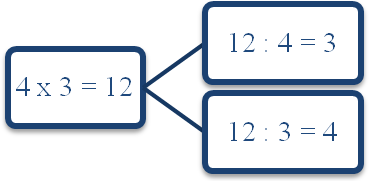 4 x 3 = 12
12 : 4 = 3
12 : 3 = 4